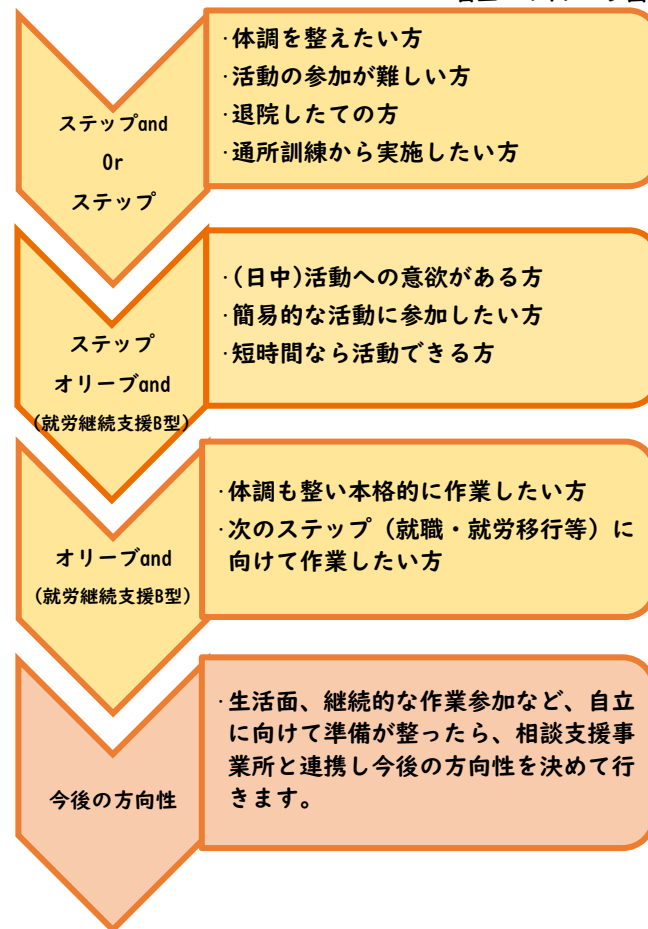 ステップand
Or
ステップ
·体調を整えたい方
·活動の参加が難しい方
·退院したての方
·通所訓練から実施したい方
ステップ
オリーブand
(就労継続支援B型)
·(日中)活動への意欲がある方
·簡易的な活動に参加したい方
·短時間なら活動できる方
オリーブand
(就労継続支援B型)
·体調も整い本格的に作業したい方
·次のステップ（就職・就労移行等）に
向けて作業したい方
今後の方向性
·生活面、継続的な作業参加など、自立
に向けて準備が整ったら、相談支援事
業所と連携し今後の方向性を決めて行
きます。